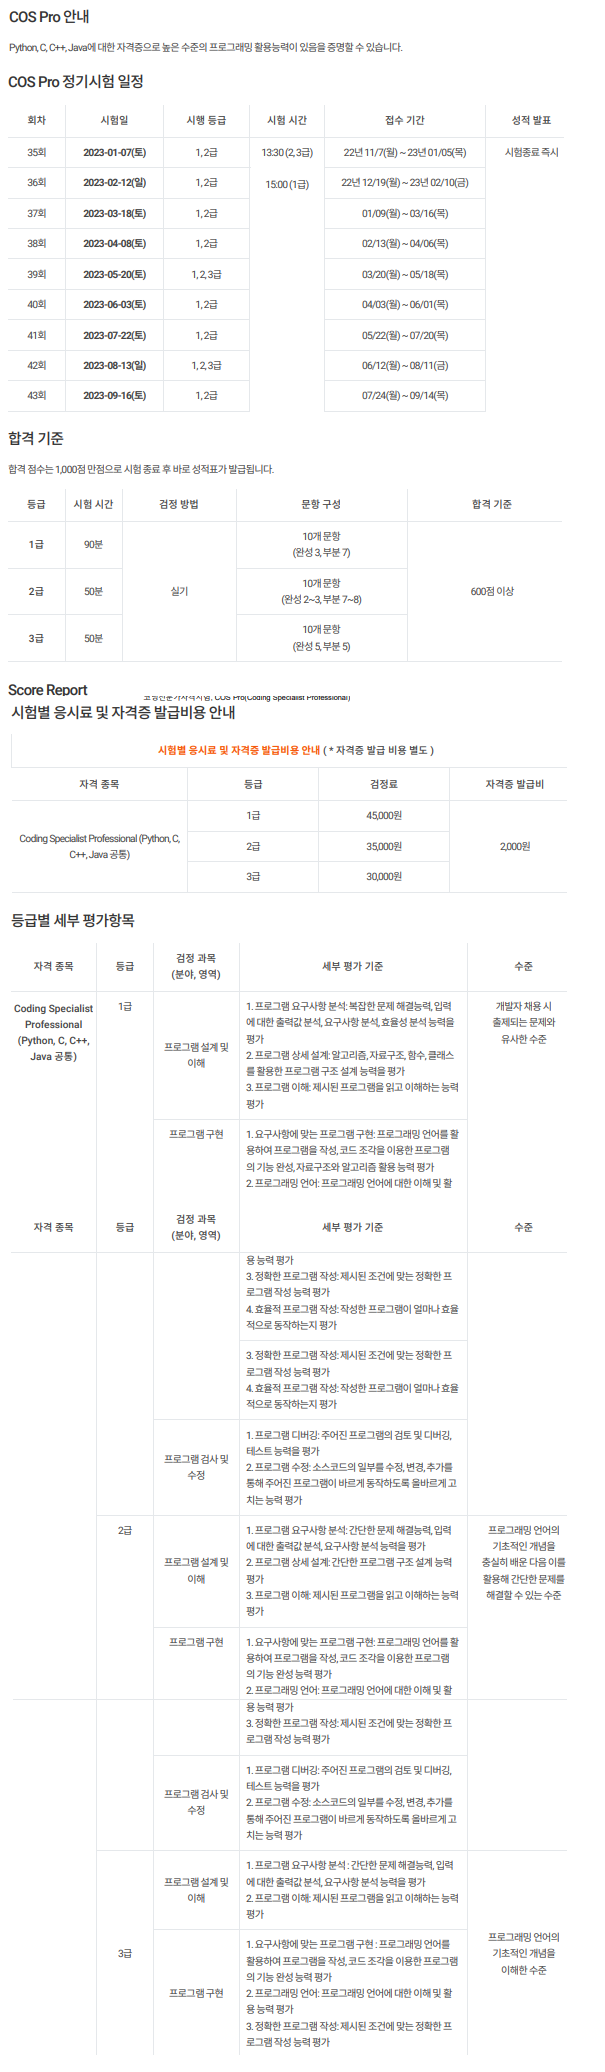 COS Pro 안내
Python, C, C++, Java에 대한 자격증으로 높은 수준의 프로그래밍 활용능력이 있음을 증명할 수 있습니다.
COS Pro 정기시험 일정
회차 시험일 시행 등급 시험 시간 접수 기간 성적 발표
35회 2023-01-07(토) 1, 2급 13:30 (2, 3급) 22년 11/7(월) ~ 23년 01/05(목) 시험종료 즉시
36회 2023-02-12(일) 1, 2급 15:00 (1급) 22년 12/19(월) ~ 23년 02/10(금)
37회 2023-03-18(토) 1, 2급 01/09(월) ~ 03/16(목)
38회 2023-04-08(토) 1, 2급 02/13(월) ~ 04/06(목)
39회 2023-05-20(토) 1, 2, 3급 03/20(월) ~ 05/18(목)
40회 2023-06-03(토) 1, 2급 04/03(월) ~ 06/01(목)
41회 2023-07-22(토) 1, 2급 05/22(월) ~ 07/20(목)
42회 2023-08-13(일) 1, 2, 3급 06/12(월) ~ 08/11(금)
43회 2023-09-16(토) 1, 2급 07/24(월) ~ 09/14(목)
합격 기준
합격 점수는 1,000점 만점으로 시험 종료 후 바로 성적표가 발급됩니다.
등급 시험 시간 검정 방법 문항 구성 합격 기준
1급 90분 10개 문항
(완성 3, 부분 7)
2급 50분 실기 10개 문항 600점 이상
(완성 2~3, 부분 7~8)
3급 50분 10개 문항
(완성 5, 부분 5)
Score Report
코딩전문가자격시험, COS Pro(Coding Specialist Professional)
시험별 응시료 및 자격증 발급비용 안내
시험별 응시료 및 자격증 발급비용 안내 ( * 자격증 발급 비용 별도 )
자격 종목 등급 검정료 자격증 발급비
1급 45,000원
Coding Specialist Professional (Python, C, C++, Java 공통) 2급 35,000원 2,000원
3급 30,000원
등급별 세부 평가항목
자격 종목 등급 검정 과목 (분야, 영역) 세부 평가 기준 수준
Coding Specialist
Professional
(Python, C, C++,
Java 공통)
1급
프로그램 설계 및
이해
1. 프로그램 요구사항 분석: 복잡한 문제 해결능력, 입력
에 대한 출력값 분석, 요구사항 분석, 효율성 분석 능력을
평가
2. 프로그램 상세 설계: 알고리즘, 자료구조, 함수, 클래스
를 활용한 프로그램 구조 설계 능력을 평가
3. 프로그램 이해: 제시된 프로그램을 읽고 이해하는 능력
평가
개발자 채용 시
출제되는 문제와
유사한 수준
프로그램 구현
1. 요구사항에 맞는 프로그램 구현: 프로그래밍 언어를 활
용하여 프로그램을 작성, 코드 조각을 이용한 프로그램
의 기능 완성, 자료구조와 알고리즘 활용 능력 평가
2. 프로그래밍 언어: 프로그래밍 언어에 대한 이해 및 활
자격 종목 등급 검정 과목 (분야, 영역) 세부 평가 기준 수준
용 능력 평가
3. 정확한 프로그램 작성: 제시된 조건에 맞는 정확한 프
로그램 작성 능력 평가
4. 효율적 프로그램 작성: 작성한 프로그램이 얼마나 효율
적으로 동작하는지 평가
3. 정확한 프로그램 작성: 제시된 조건에 맞는 정확한 프
로그램 작성 능력 평가
4. 효율적 프로그램 작성: 작성한 프로그램이 얼마나 효율
적으로 동작하는지 평가
프로그램 검사 및
수정
1. 프로그램 디버깅: 주어진 프로그램의 검토 및 디버깅,
테스트 능력을 평가
2. 프로그램 수정: 소스코드의 일부를 수정, 변경, 추가를
통해 주어진 프로그램이 바르게 동작하도록 올바르게 고
치는 능력 평가
2급
프로그램 설계 및
이해
1. 프로그램 요구사항 분석: 간단한 문제 해결능력, 입력
에 대한 출력값 분석, 요구사항 분석 능력을 평가
2. 프로그램 상세 설계: 간단한 프로그램 구조 설계 능력
평가
3. 프로그램 이해: 제시된 프로그램을 읽고 이해하는 능력
평가
프로그래밍 언어의
기초적인 개념을
충실히 배운 다음 이를
활용해 간단한 문제를
해결할 수 있는 수준
프로그램 구현
1. 요구사항에 맞는 프로그램 구현: 프로그래밍 언어를 활
용하여 프로그램을 작성, 코드 조각을 이용한 프로그램
의 기능 완성 능력 평가
2. 프로그래밍 언어: 프로그래밍 언어에 대한 이해 및 활
용 능력 평가
3. 정확한 프로그램 작성: 제시된 조건에 맞는 정확한 프
로그램 작성 능력 평가
프로그램 검사 및
수정
1. 프로그램 디버깅: 주어진 프로그램의 검토 및 디버깅,
테스트 능력을 평가
2. 프로그램 수정: 소스코드의 일부를 수정, 변경, 추가를
통해 주어진 프로그램이 바르게 동작하도록 올바르게 고
치는 능력 평가
3급
프로그램 설계 및
이해
1. 프로그램 요구사항 분석 : 간단한 문제 해결능력, 입력
에 대한 출력값 분석, 요구사항 분석 능력을 평가
2. 프로그램 이해: 제시된 프로그램을 읽고 이해하는 능력
평가
프로그래밍 언어의
기초적인 개념을
이해한 수준
프로그램 구현
1. 요구사항에 맞는 프로그램 구현 : 프로그래밍 언어를
활용하여 프로그램을 작성, 코드 조각을 이용한 프로그램
의 기능 완성 능력 평가
2. 프로그래밍 언어: 프로그래밍 언어에 대한 이해 및 활
용 능력 평가
3. 정확한 프로그램 작성: 제시된 조건에 맞는 정확한 프
로그램 작성 능력 평가